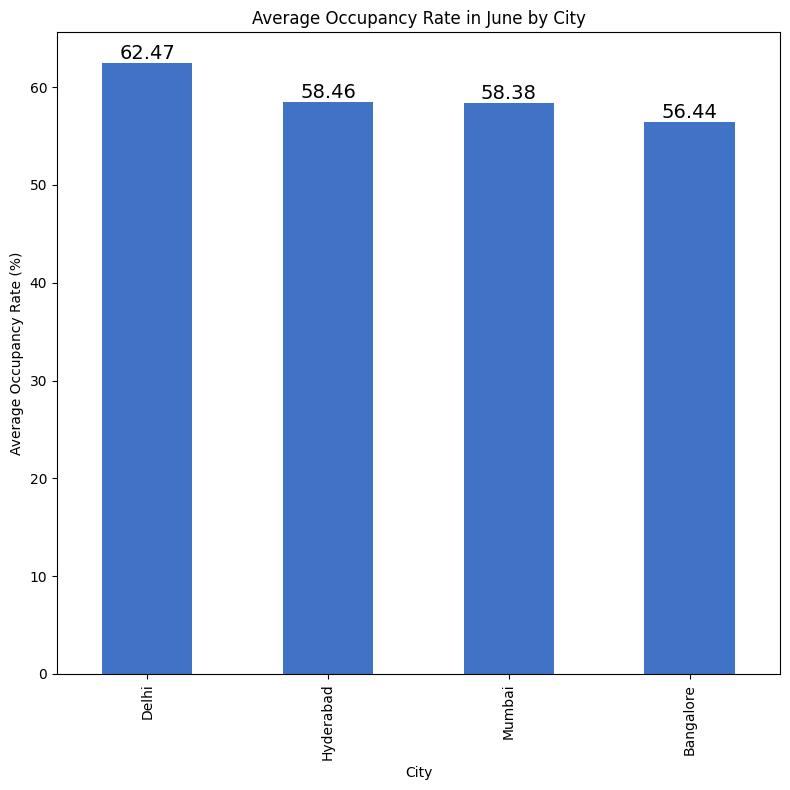 Average Occupancy Rate in June by City
62.47
58.46
58.38
56.44
Average Occupancy Rate (%)
60
50
40
30
20
10
0
Delhi
Hyderabad
Mumbai
Bangalore
City